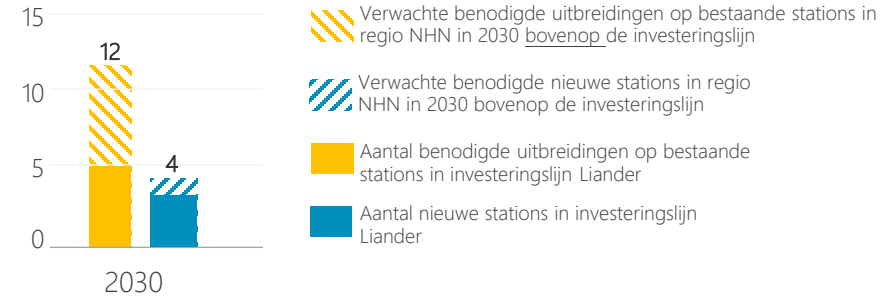 15
12
10
5
4
0
2030
Verwachte benodigde uitbreidingen op bestaande stations in
regio NHN in 2030 bovenop de investeringslijn
Verwachte benodigde nieuwe stations in regio
NHN in 2030 bovenop de investeringslijn
Aantal benodigde uitbreidingen op bestaande
stations in investeringslijn Liander
Aantal nieuwe stations in investeringslijn
Liander